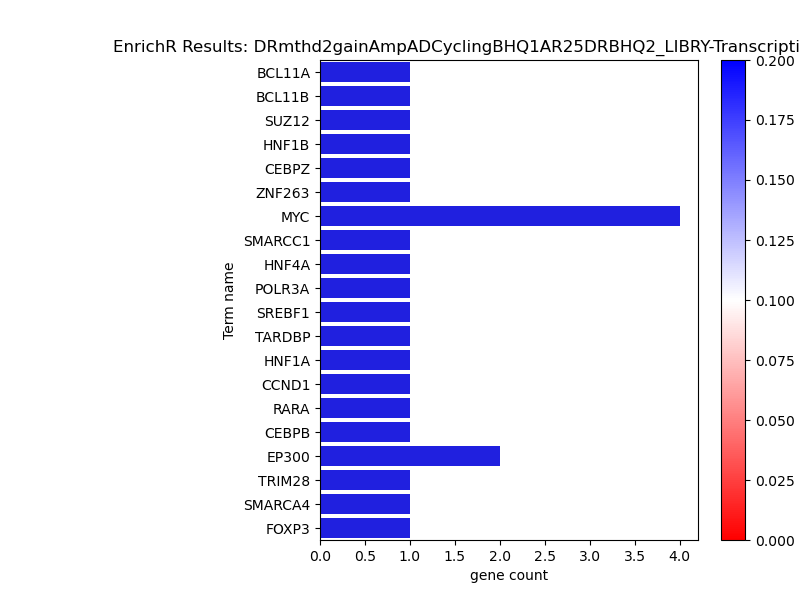 EnrichR Results: DRmthd2gainAmpADCyclingBHQ1AR25DRBHQ2_LIBRY-Transcripti
BCL11A
BCL11B
SUZ12
HNF1B
CEBPZ
ZNF263
MYC
SMARCC1
HNF4A
POLR3A
SREBF1
TARDBP
HNF1A
CCND1
RARA
CEBPB
EP300
TRIM28
SMARCA4
FOXP3
Term name
0.0 0.5 1.0 1.5 2.0 2.5 3.0 3.5 4.0
gene count
0.200
0.175
0.150
0.125
0.100
0.075
0.050
0.025
0.000